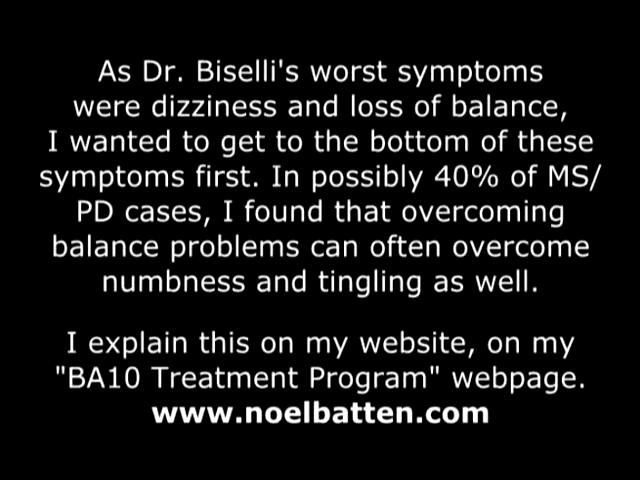 As Dr. Biselli's worst symptoms
were dizziness and loss of balance,
I wanted to get to the bottom of these
symptoms first. In possibly 40% of MS/
PD cases, I found that overcoming
balance problems can often overcome
numbness and tingling as well.
I explain this on my website, on my
"BA10 Treatment Program" webpage.
www.noelbatten.com